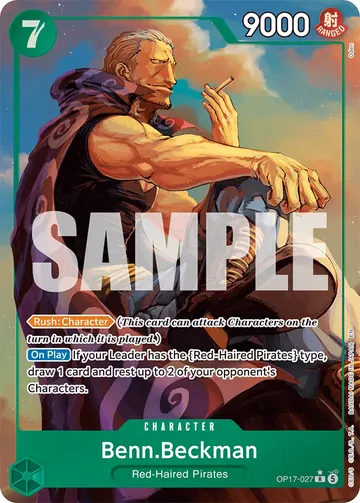 7
9000
射
RANGED
SAMPLE
Rush: Character (This card can attack Characters on the
turn in which it is played.)
On Play If your Leader has the {Red-Haired Pirates} type,
draw 1 card and rest up to 2 of your opponent's
Characters.
CHARACTER
Benn.Beckman
Red-Haired Pirates
OP17-027 R 5